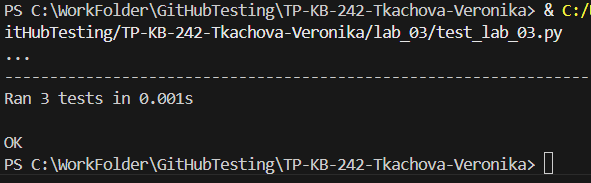 PS C:\WorkFolder\GitHubTesting\TP-KB-242-Tkachova-Veronika> & C:/
itHubTesting/TP-KB-242-Tkachova-Veronika/lab_03/test_lab_03.py
...
----------------------------------------------------------------------
Ran 3 tests in 0.001s
OK
PS C:\WorkFolder\GitHubTesting\TP-KB-242-Tkachova-Veronika>